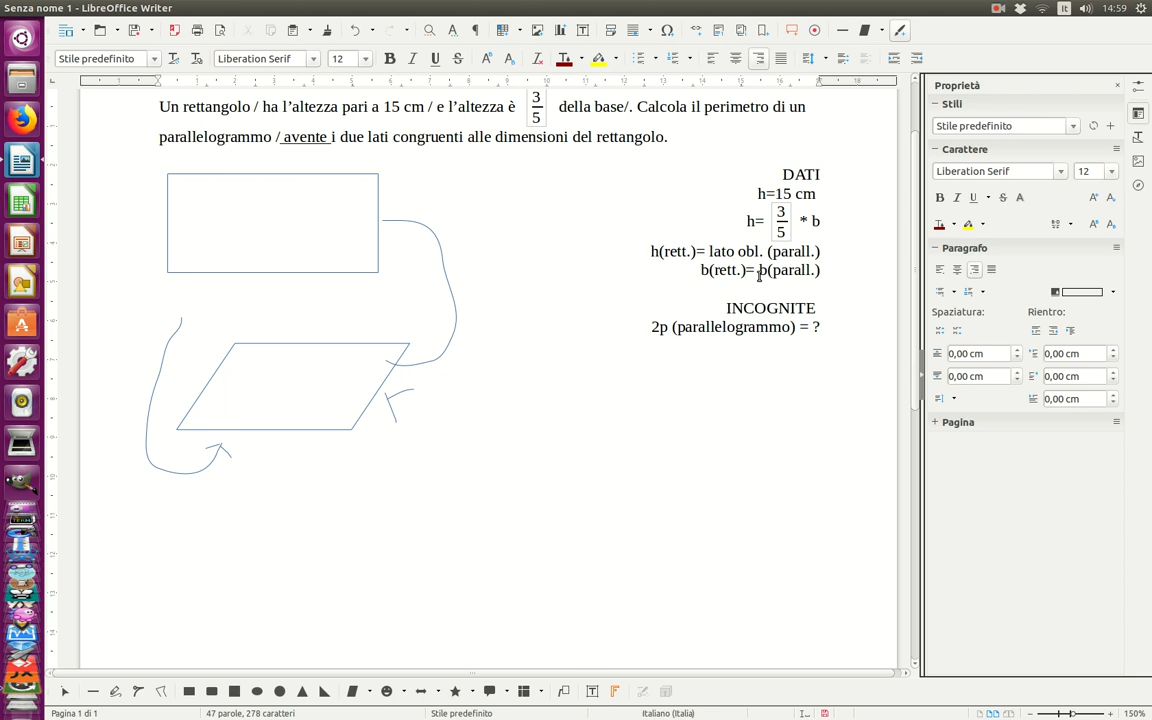 Senza nome 1 - LibreOffice Writer
It
14:59
Stile predefinito
Liberation Serif
12
Un rettangolo / ha l'altezza pari a 15 cm / e l'altezza è 3/5 della base/. Calcola il perimetro di un
parallelogrammo / avente i due lati congruenti alle dimensioni del rettangolo.
DATI
h=15 cm
h= 3/5 * b
h(rett.)= lato obl. (parall.)
b(rett.)= b(parall.)
INCOGNITE
2p (parallelogrammo) = ?
Proprietà
Stili
Stile predefinito
Carattere
Liberation Serif
12
Paragrafo
Spaziatura:
Rientro:
0,00 cm
0,00 cm
0,00 cm
0,00 cm
0,00 cm
Pagina
Pagina 1 di 1
47 parole, 278 caratteri
Stile predefinito
Italiano (Italia)
150%